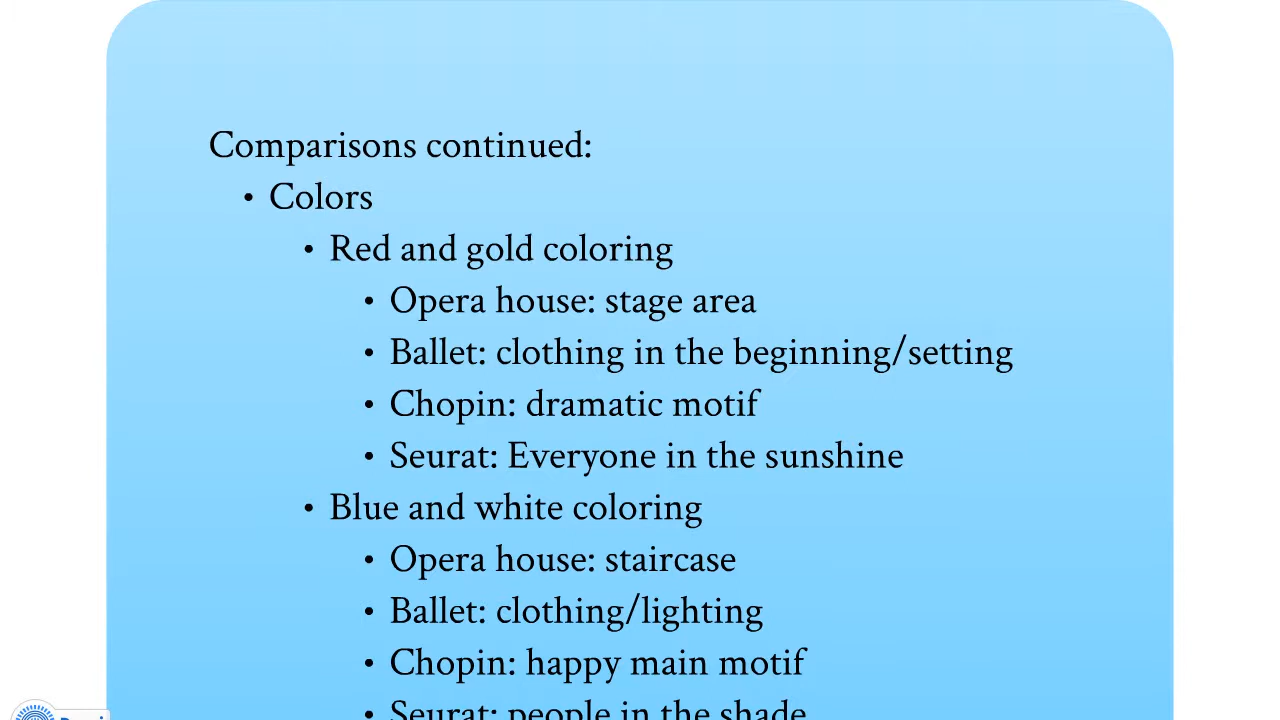 Comparisons continued:
• Colors
• Red and gold coloring
• Opera house: stage area
• Ballet: clothing in the beginning/setting
• Chopin: dramatic motif
• Seurat: Everyone in the sunshine
• Blue and white coloring
• Opera house: staircase
• Ballet: clothing/lighting
• Chopin: happy main motif
• Seurat: people in the shade